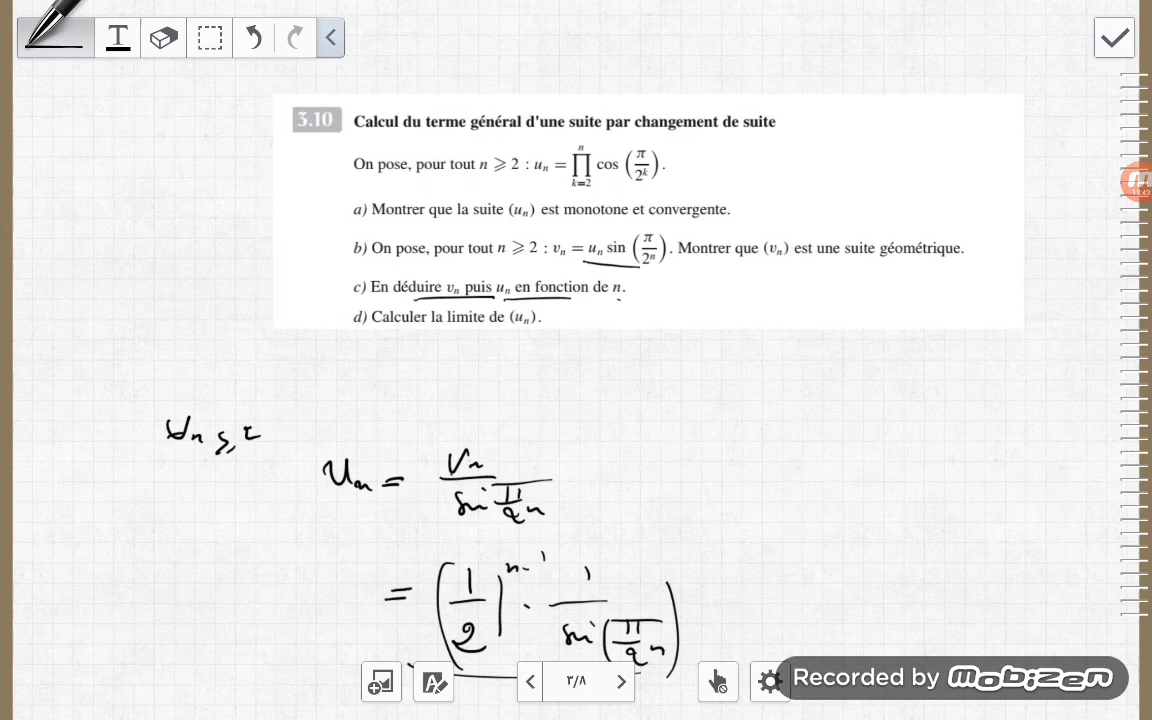 T
3.10 Calcul du terme général d'une suite par changement de suite
On pose, pour tout n ⩾ 2 : uₙ = ∏ₖ₌₂ⁿ cos (π/2ᵏ).
a) Montrer que la suite (uₙ) est monotone et convergente.
b) On pose, pour tout n ⩾ 2 : vₙ = uₙ sin (π/2ⁿ). Montrer que (vₙ) est une suite géométrique.
c) En déduire vₙ puis uₙ en fonction de n.
d) Calculer la limite de (uₙ).
∀n ⩾ 2
Uₙ = Vₙ / sin π/2ⁿ
= (1/2)ⁿ⁻¹ · 1 / sin(π/2ⁿ)
A
٣/٨
Recorded by mobizen